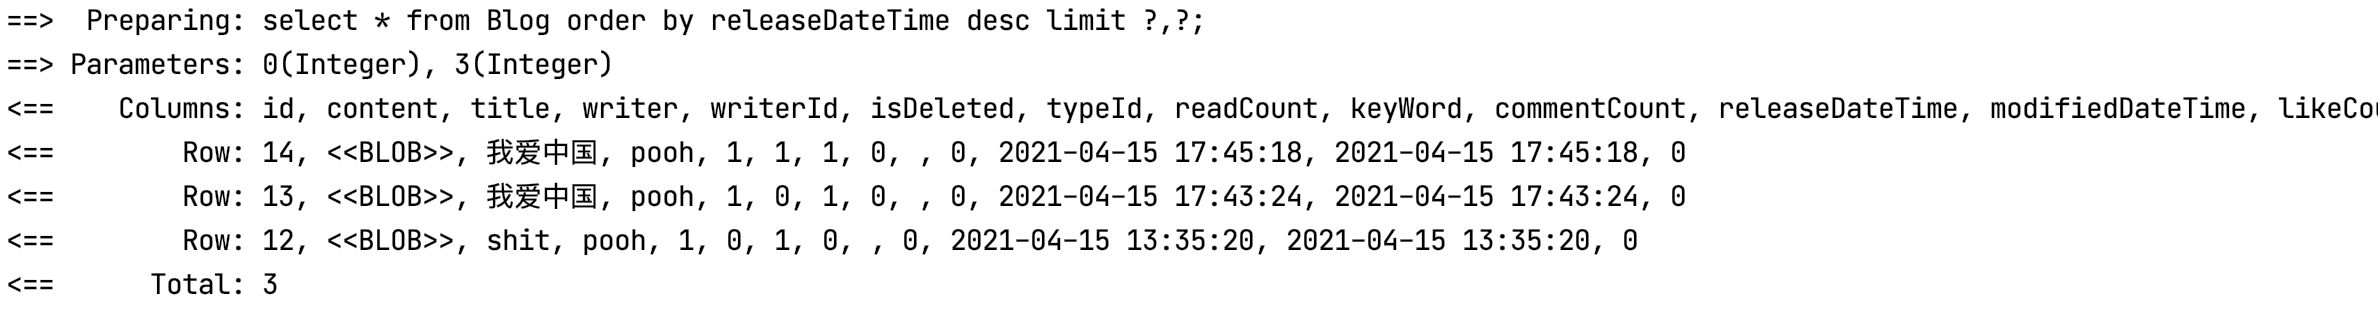 ==>  Preparing: select * from Blog order by releaseDateTime desc limit ?,?;
==> Parameters: 0(Integer), 3(Integer)
<==    Columns: id, content, title, writer, writerId, isDeleted, typeId, readCount, keyWord, commentCount, releaseDateTime, modifiedDateTime, likeCou
<==        Row: 14, <<BLOB>>, 我爱中国, pooh, 1, 1, 1, 0, , 0, 2021-04-15 17:45:18, 2021-04-15 17:45:18, 0
<==        Row: 13, <<BLOB>>, 我爱中国, pooh, 1, 0, 1, 0, , 0, 2021-04-15 17:43:24, 2021-04-15 17:43:24, 0
<==        Row: 12, <<BLOB>>, shit, pooh, 1, 0, 1, 0, , 0, 2021-04-15 13:35:20, 2021-04-15 13:35:20, 0
<==      Total: 3